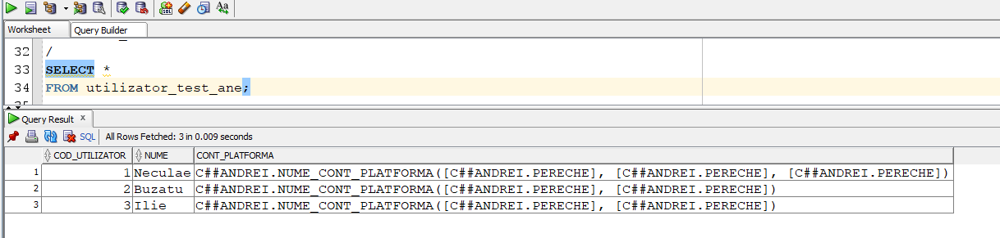 SQL
Aa
Worksheet Query Builder
32 /
33 SELECT *
34 FROM utilizator_test_ane;
Query Result x
SQL All Rows Fetched: 3 in 0.009 seconds
COD_UTILIZATOR NUME CONT_PLATFORMA
1 1 Neculae C##ANDREI.NUME_CONT_PLATFORMA([C##ANDREI.PERECHE], [C##ANDREI.PERECHE], [C##ANDREI.PERECHE])
2 2 Buzatu C##ANDREI.NUME_CONT_PLATFORMA([C##ANDREI.PERECHE], [C##ANDREI.PERECHE])
3 3 Ilie C##ANDREI.NUME_CONT_PLATFORMA([C##ANDREI.PERECHE], [C##ANDREI.PERECHE])